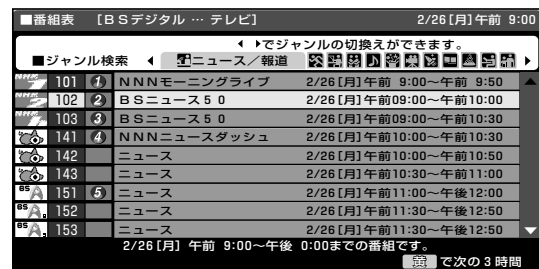 ■番組表 [BSデジタル … テレビ] 2/26[月]午前 9:00
◀ ▶でジャンルの切換えができます。
■ジャンル検索 ◀ ニュース／報道 ▶
101 1 NNNモーニングライブ 2/26[月]午前 9:00～午前 9:50
102 2 BSニュース50 2/26[月]午前09:00～午前10:00
103 3 BSニュース50 2/26[月]午前09:00～午前10:30
141 4 NNNニュースダッシュ 2/26[月]午前10:00～午前10:30
142 ニュース 2/26[月]午前10:00～午前10:50
143 ニュース 2/26[月]午前10:30～午前11:00
BS A 151 5 ニュース 2/26[月]午前11:00～午後12:00
BS A 152 ニュース 2/26[月]午前11:30～午後12:50
BS A 153 ニュース 2/26[月]午前11:30～午後12:50
2/26[月] 午前 9:00～午後 0:00までの番組です。
黄 で次の3時間